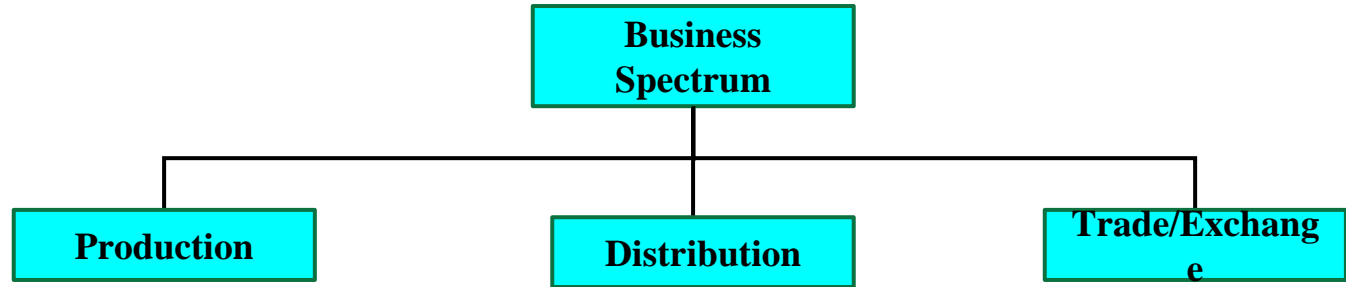 Business
Spectrum
Production
Distribution
Trade/Exchang
e